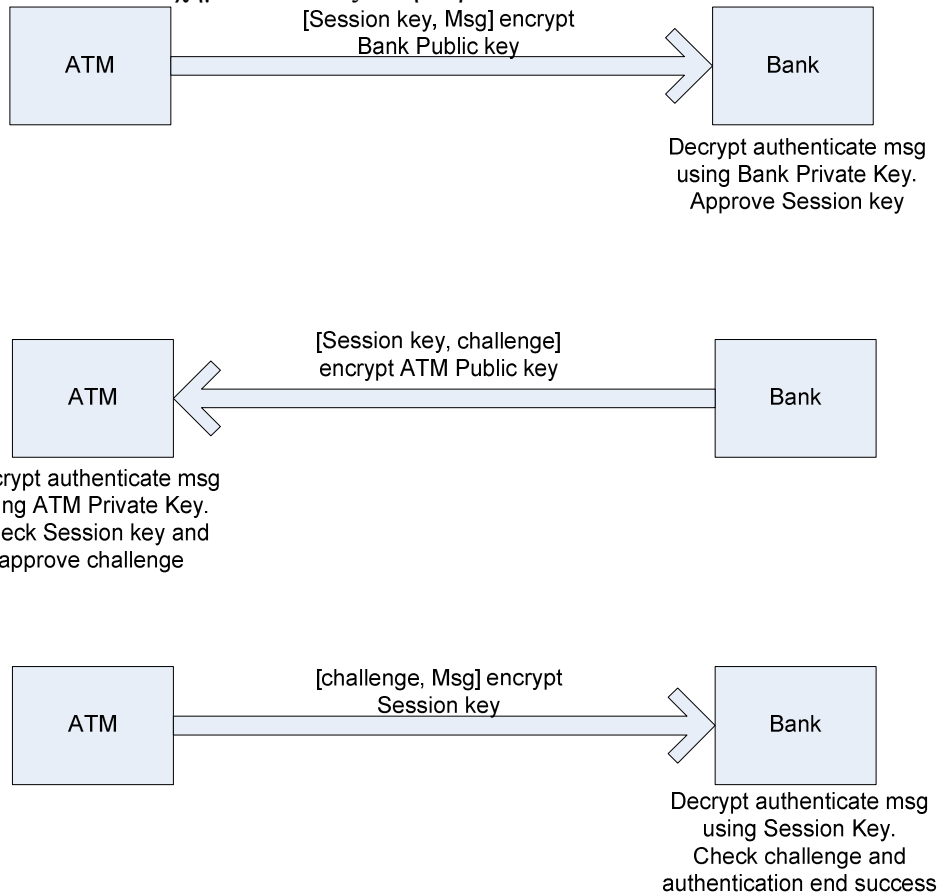 [Session key, Msg] encrypt
Bank Public key
ATM
Bank
Decrypt authenticate msg
using Bank Private Key.
Approve Session key
[Session key, challenge]
encrypt ATM Public key
ATM
Bank
crypt authenticate msg
ng ATM Private Key.
eck Session key and
approve challenge
[challenge, Msg] encrypt
Session key
ATM
Bank
Decrypt authenticate msg
using Session Key.
Check challenge and
authentication end success